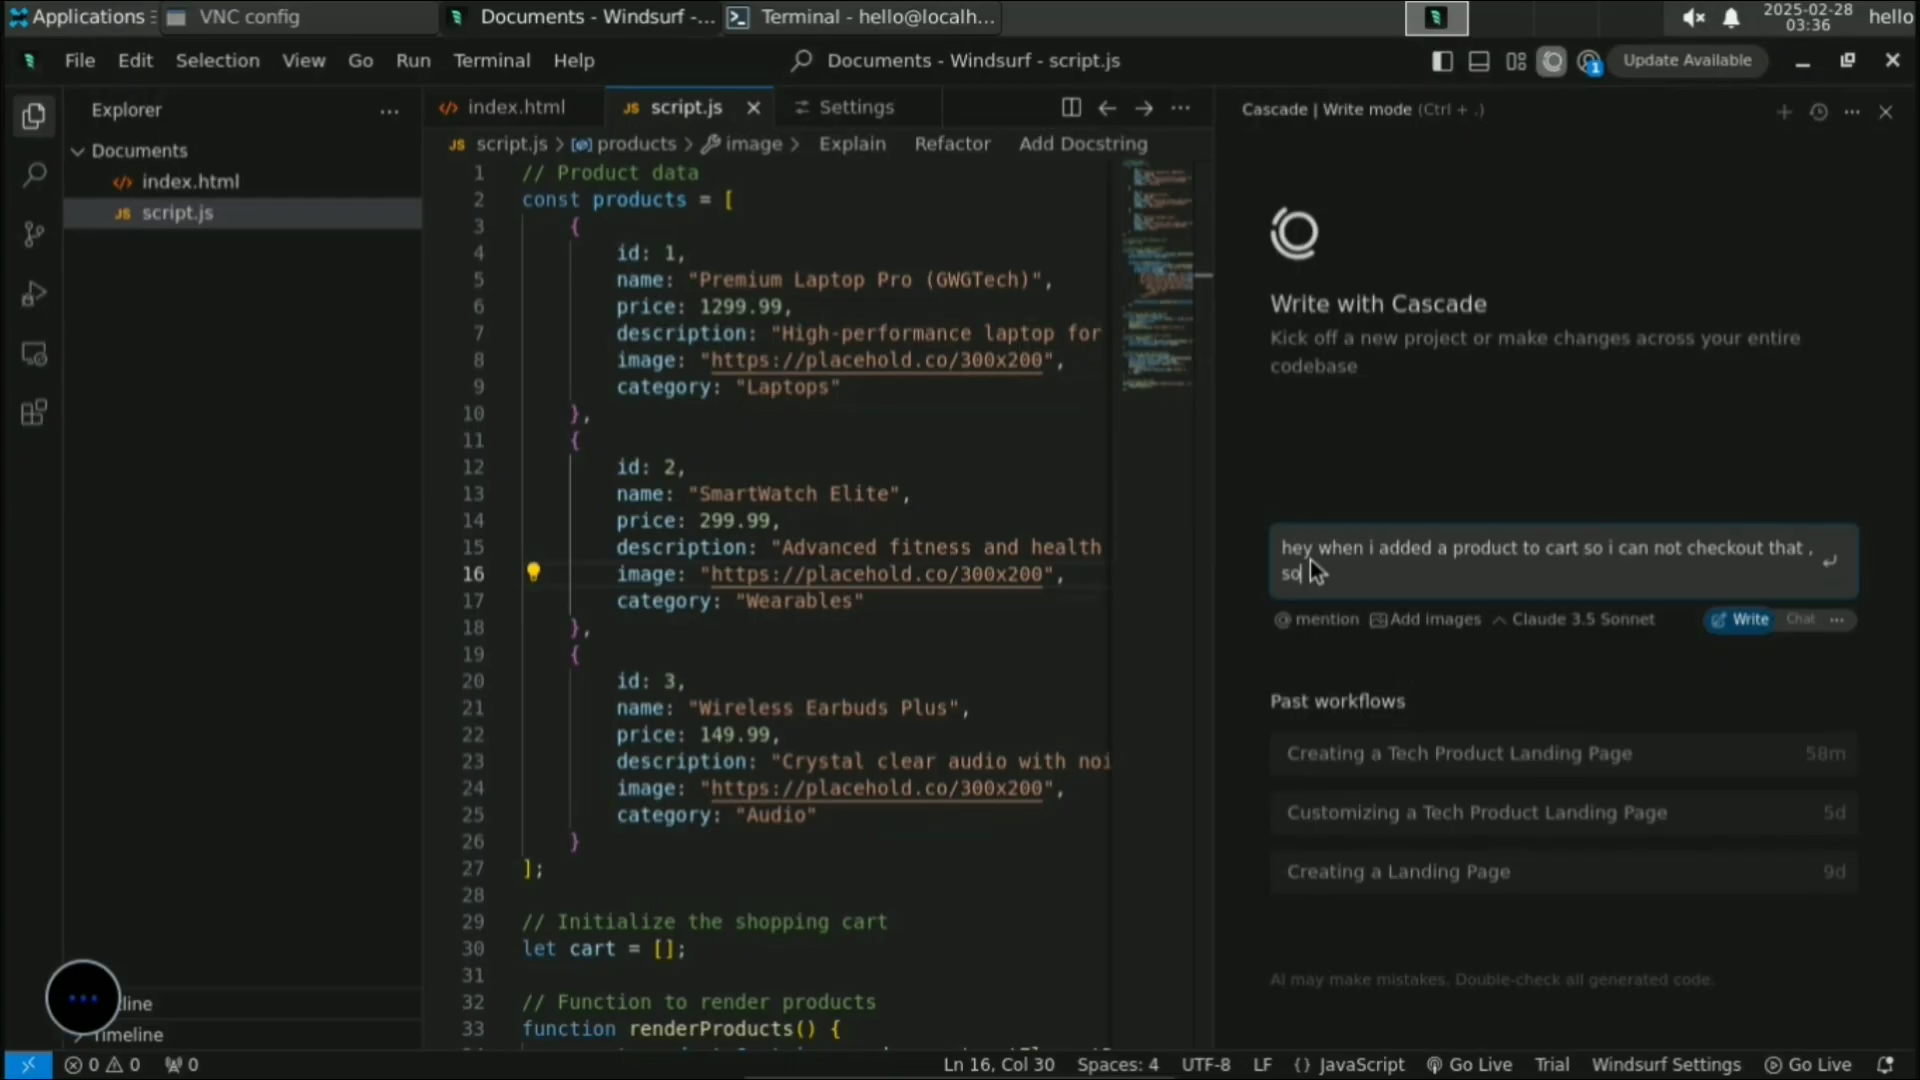 Applications
VNC config
Documents - Windsurf -...
Terminal - hello@localh...
2025-02-28
03:36
hello
File Edit Selection View Go Run Terminal Help
Documents - Windsurf - script.js
1
Update Available
Explorer
Documents
index.html
JS script.js
index.html
JS script.js
Settings
JS script.js > products > image > Explain Refactor Add Docstring
1 // Product data
2 const products = [
3 {
4 id: 1,
5 name: "Premium Laptop Pro (GWGTech)",
6 price: 1299.99,
7 description: "High-performance laptop for
8 image: "https://placehold.co/300x200",
9 category: "Laptops"
10 },
11 {
12 id: 2,
13 name: "SmartWatch Elite",
14 price: 299.99,
15 description: "Advanced fitness and health
16 image: "https://placehold.co/300x200",
17 category: "Wearables"
18 },
19 {
20 id: 3,
21 name: "Wireless Earbuds Plus",
22 price: 149.99,
23 description: "Crystal clear audio with noi
24 image: "https://placehold.co/300x200",
25 category: "Audio"
26 }
27 ];
28
29 // Initialize the shopping cart
30 let cart = [];
31
32 // Function to render products
33 function renderProducts() {
Cascade | Write mode (Ctrl + .)
Write with Cascade
Kick off a new project or make changes across your entire
codebase
hey when i added a product to cart so i can not checkout that ,
so
@ mention Add images Claude 3.5 Sonnet
Write Chat
Past workflows
Creating a Tech Product Landing Page 58m
Customizing a Tech Product Landing Page 5d
Creating a Landing Page 9d
AI may make mistakes. Double-check all generated code.
Timeline
0 0 0
Ln 16, Col 30 Spaces: 4 UTF-8 LF {} JavaScript Go Live Trial Windsurf Settings Go Live